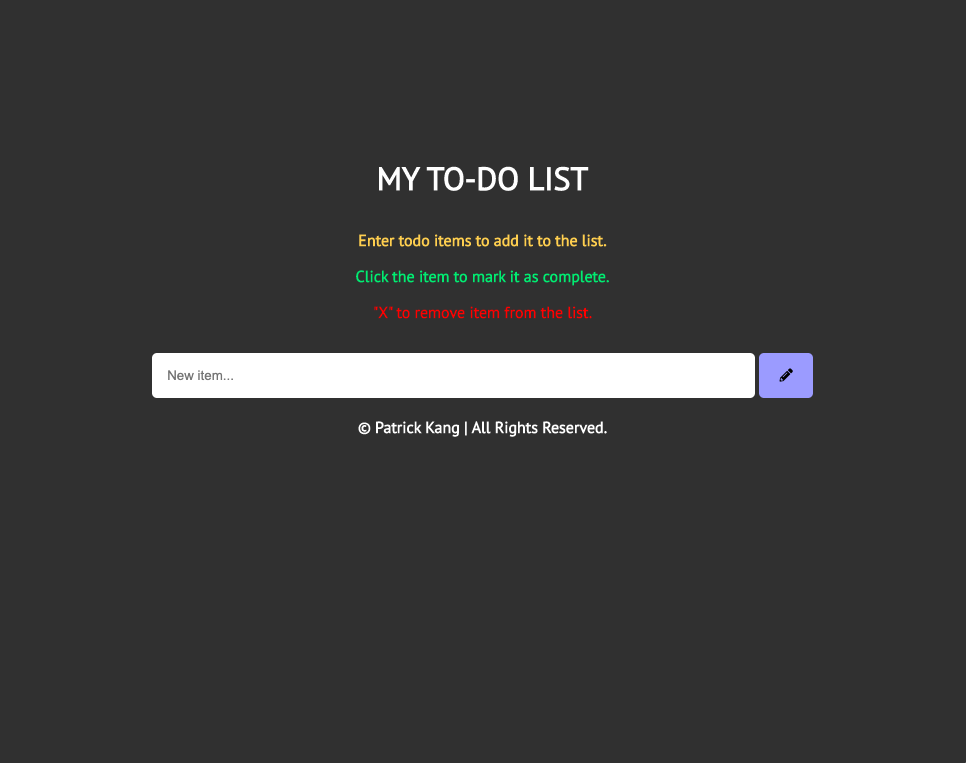 MY TO-DO LIST
Enter todo items to add it to the list.
Click the item to mark it as complete.
"X" to remove item from the list.
New item...
© Patrick Kang | All Rights Reserved.